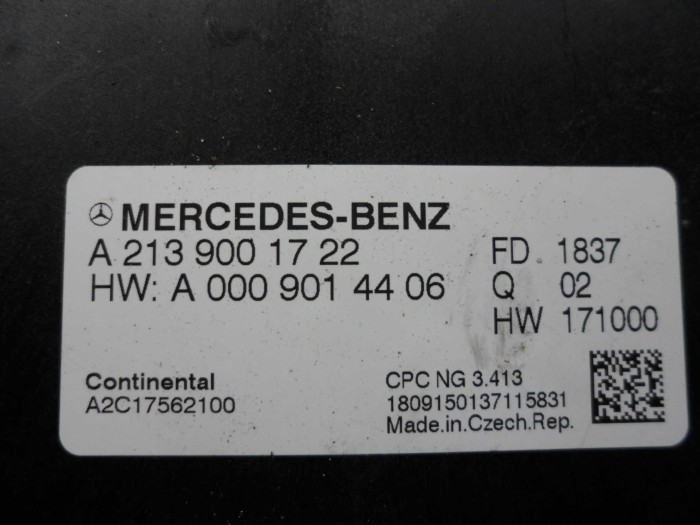 MERCEDES-BENZ
A 213 900 17 22 FD. 1837
HW: A 000 901 44 06 Q 02
HW 171000
Continental CPC NG 3.413
A2C17562100 1809150137115831
Made.in.Czech.Rep.